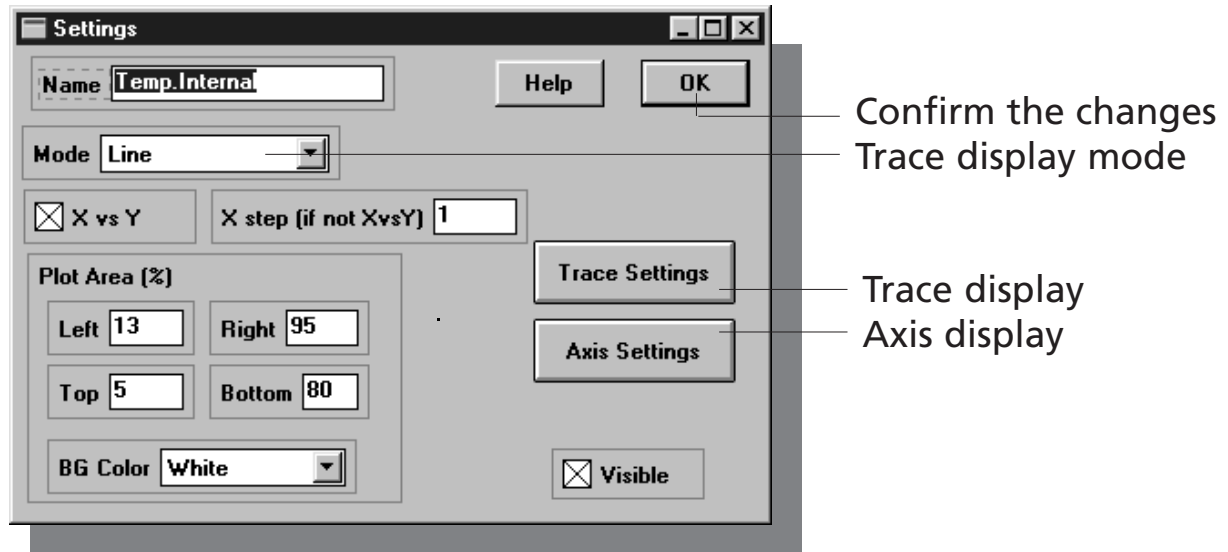 Settings
Name Temp.Internal
Help
OK
Confirm the changes
Mode Line
Trace display mode
X vs Y
X step (if not XvsY) 1
Plot Area (%)
Left 13
Right 95
Top 5
Bottom 80
BG Color White
Trace Settings
Trace display
Axis Settings
Axis display
Visible